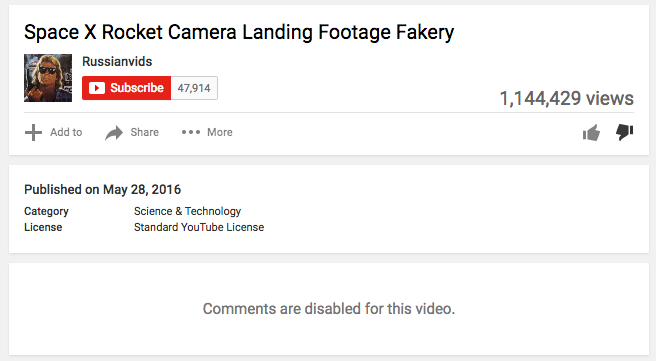 Space X Rocket Camera Landing Footage Fakery
Russianvids
Subscribe 47,914
1,144,429 views
Add to Share More
Published on May 28, 2016
Category Science & Technology
License Standard YouTube License
Comments are disabled for this video.